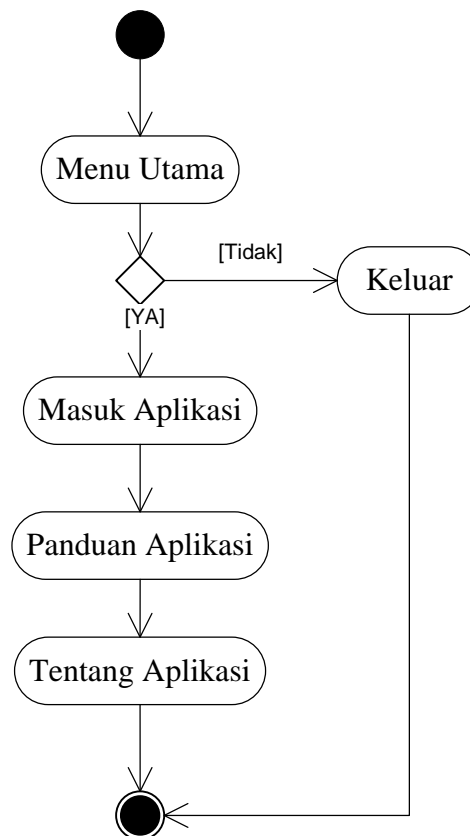 Menu Utama
[Tidak]
Keluar
[YA]
Masuk Aplikasi
Panduan Aplikasi
Tentang Aplikasi